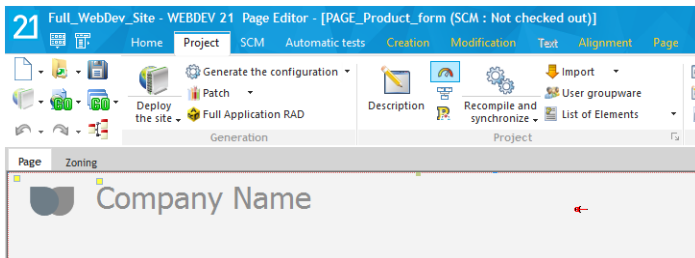 21 Full_WebDev_Site - WEBDEV 21 Page Editor - [PAGE_Product_form (SCM : Not checked out)]
Home Project SCM Automatic tests Creation Modification Text Alignment Page
Generate the configuration Import
Patch User groupware
Deploy the site Full Application RAD Description Recompile and synchronize List of Elements
GO GO
Generation Project
Page Zoning
Company Name